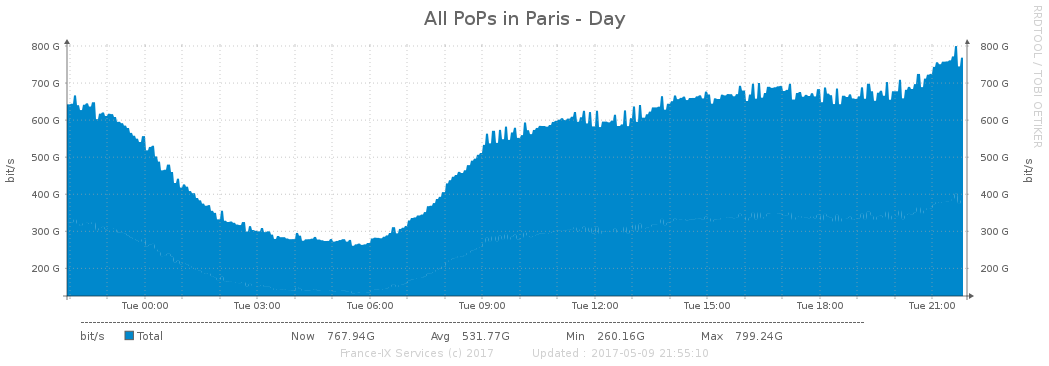 All PoPs in Paris - Day
RRDTOOL / TOBI OETIKER
800 G 800 G
700 G 700 G
600 G 600 G
500 G 500 G
400 G 400 G
300 G 300 G
200 G 200 G
bit/s bit/s
Tue 00:00 Tue 03:00 Tue 06:00 Tue 09:00 Tue 12:00 Tue 15:00 Tue 18:00 Tue 21:00
bit/s Total Now 767.94G Avg 531.77G Min 260.16G Max 799.24G
France-IX Services (c) 2017 Updated : 2017-05-09 21:55:10